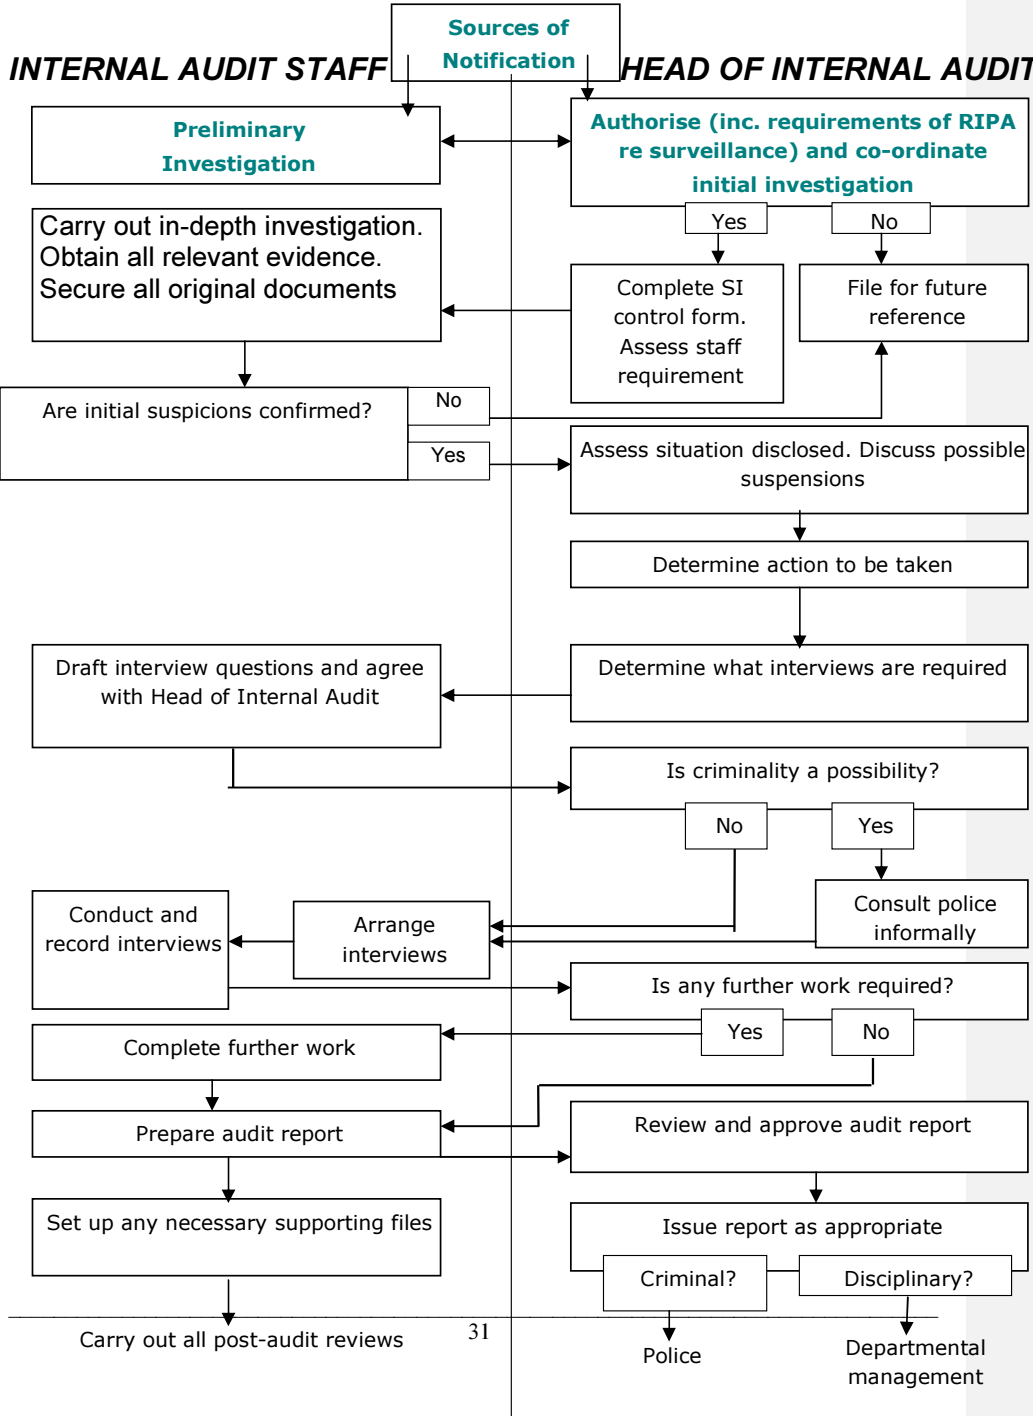 Sources of
Notification
INTERNAL AUDIT STAFF
HEAD OF INTERNAL AUDIT
Preliminary
Investigation
Authorise (inc. requirements of RIPA
re surveillance) and co-ordinate
initial investigation
Yes
No
Carry out in-depth investigation.
Obtain all relevant evidence.
Secure all original documents
Complete SI
control form.
Assess staff
requirement
File for future
reference
Are initial suspicions confirmed?
No
Yes
Assess situation disclosed. Discuss possible
suspensions
Determine action to be taken
Draft interview questions and agree
with Head of Internal Audit
Determine what interviews are required
Is criminality a possibility?
No
Yes
Conduct and
record interviews
Arrange
interviews
Consult police
informally
Is any further work required?
Yes
No
Complete further work
Prepare audit report
Review and approve audit report
Set up any necessary supporting files
Issue report as appropriate
Criminal?
Disciplinary?
Carry out all post-audit reviews
31
Police
Departmental
management